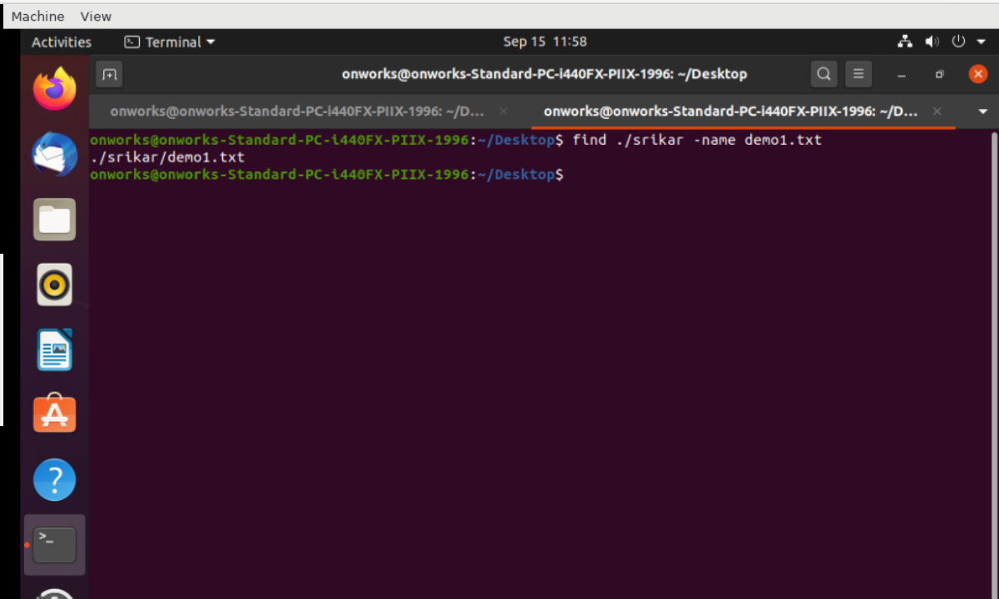 Machine View
Activities Terminal Sep 15 11:58
onworks@onworks-Standard-PC-i440FX-PIIX-1996: ~/Desktop
onworks@onworks-Standard-PC-i440FX-PIIX-1996: ~/D... onworks@onworks-Standard-PC-i440FX-PIIX-1996: ~/D...
onworks@onworks-Standard-PC-i440FX-PIIX-1996:~/Desktop$ find ./srikar -name demo1.txt
./srikar/demo1.txt
onworks@onworks-Standard-PC-i440FX-PIIX-1996:~/Desktop$